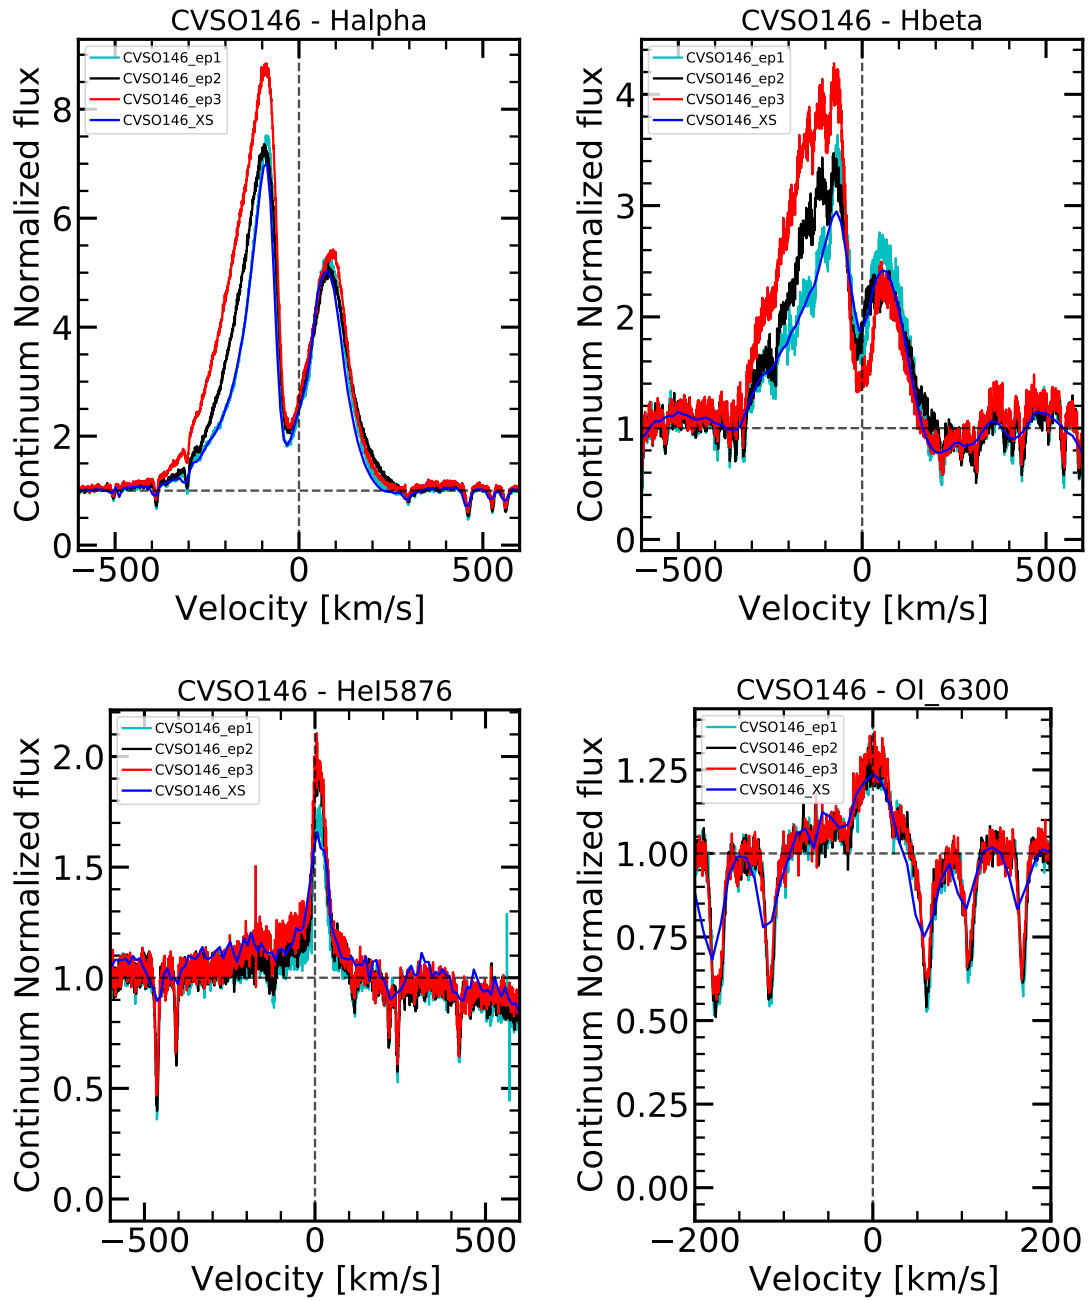 CVSO146 - Halpha
CVSO146_ep1
CVSO146_ep2
CVSO146_ep3
CVSO146_XS
Continuum Normalized flux
8
6
4
2
0
−500
0
500
Velocity [km/s]
CVSO146 - Hbeta
CVSO146_ep1
CVSO146_ep2
CVSO146_ep3
CVSO146_XS
Continuum Normalized flux
4
3
2
1
0
−500
0
500
Velocity [km/s]
CVSO146 - HeI5876
CVSO146_ep1
CVSO146_ep2
CVSO146_ep3
CVSO146_XS
Continuum Normalized flux
2.0
1.5
1.0
0.5
0.0
−500
0
500
Velocity [km/s]
CVSO146 - OI_6300
CVSO146_ep1
CVSO146_ep2
CVSO146_ep3
CVSO146_XS
Continuum Normalized flux
1.25
1.00
0.75
0.50
0.25
0.00
−200
0
200
Velocity [km/s]